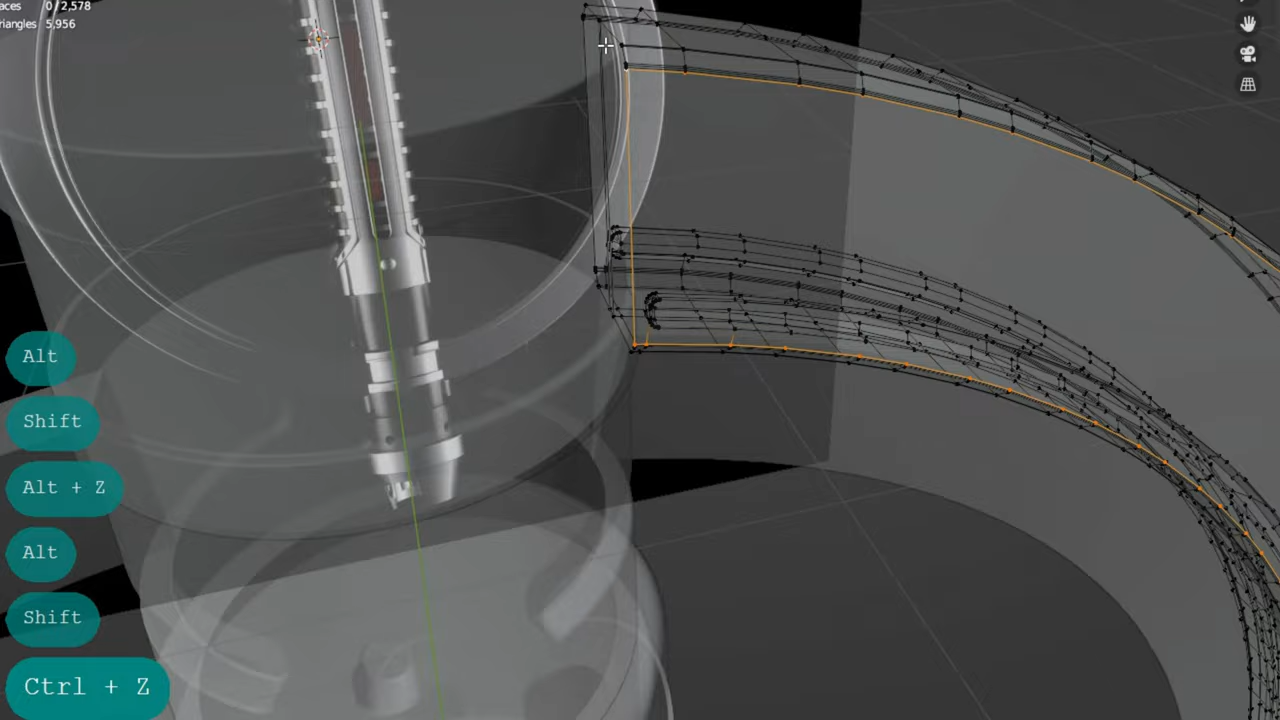 aces 0 / 2,578
riangles 5,956
Alt
Shift
Alt + Z
Alt
Shift
Ctrl + Z